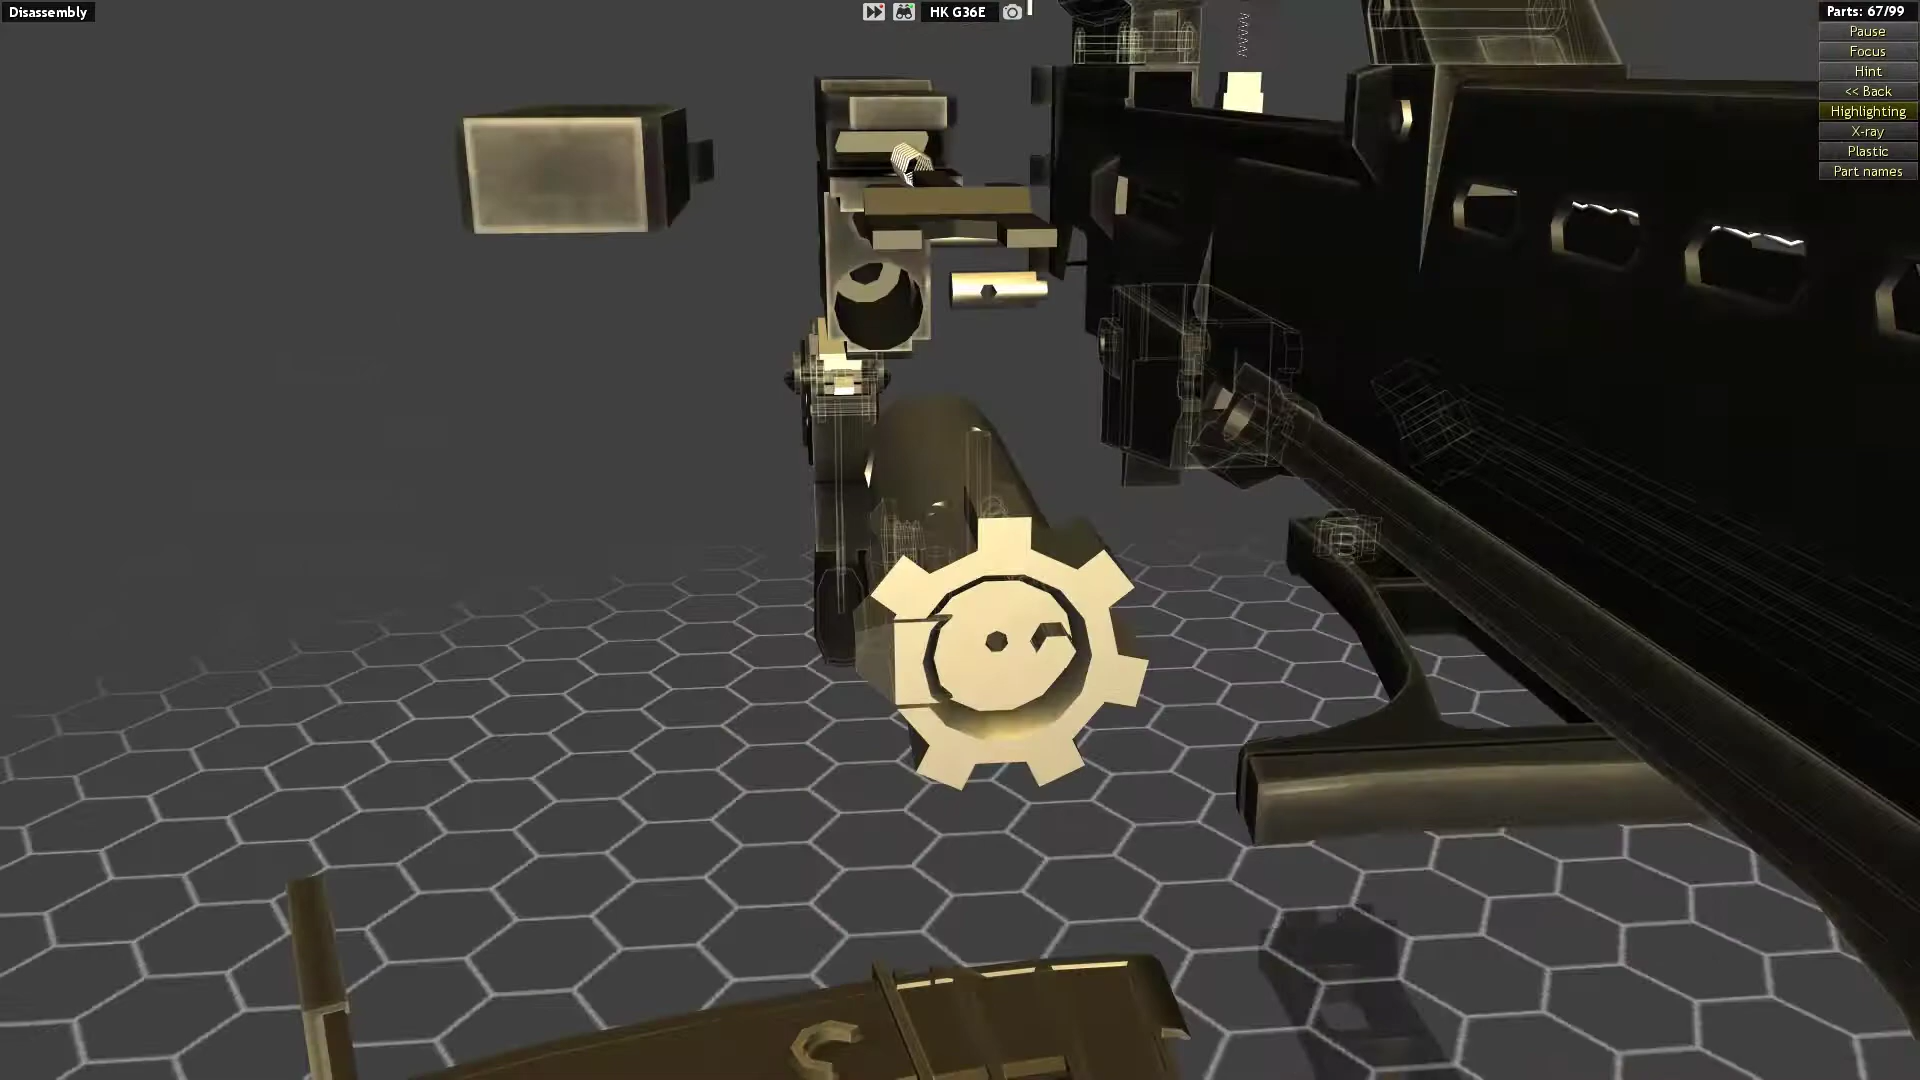 Disassembly
HK G36E
Parts: 67/99
Pause
Focus
Hint
<< Back
Highlighting
X-ray
Plastic
Part names